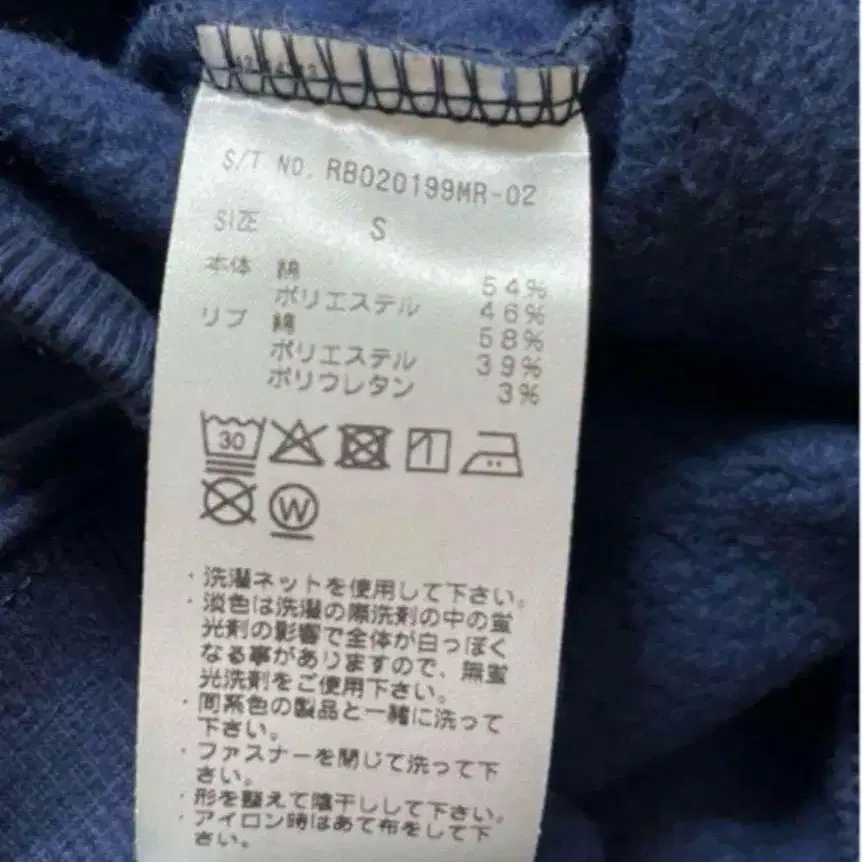 S/T NO. RB020199MR-02
SIZE S
本体 綿 54%
ポリエステル 46%
リブ 綿 58%
ポリエステル 39%
ポリウレタン 3%
30
W
・洗濯ネットを使用して下さい。
・淡色は洗濯の際洗剤の中の蛍
光剤の影響で全体が白っぽく
なる事がありますので、無蛍
光洗剤をご使用下さい。
・同系色の製品と一緒に洗って
下さい。
・ファスナーを閉じて洗って下
さい。
・形を整えて陰干しして下さい。
・アイロン時はあて布をして下
さい。